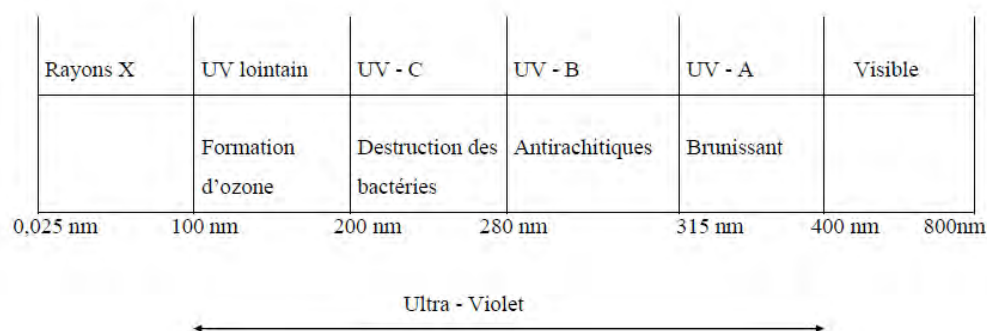 Rayons X UV lointain UV - C UV - B UV - A Visible
Formation Destruction des Antirachitiques Brunissant
d’ozone bactéries
0,025 nm 100 nm 200 nm 280 nm 315 nm 400 nm 800nm
Ultra - Violet